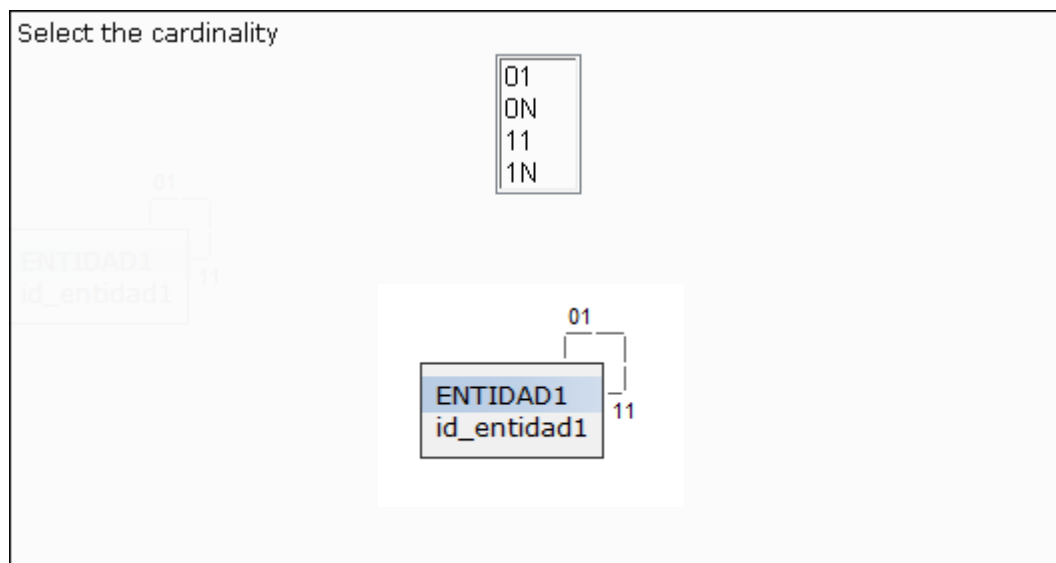 Select the cardinality
01
0N
11
1N
01
ENTIDAD1
11
id_entidad1
01
ENTIDAD1
11
id_entidad1